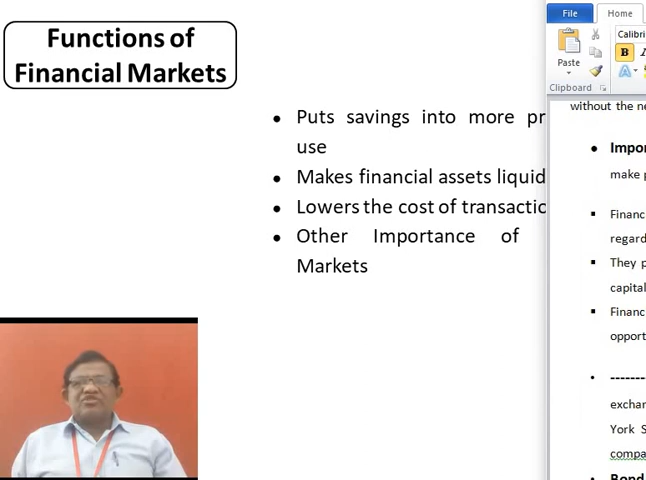 Functions of
Financial Markets
• Puts savings into more pr
use
• Makes financial assets liquid
• Lowers the cost of transactio
• Other Importance of
Markets
File Home
Paste
Calibri
B I
A
Clipboard
without the ne
• Impor
make p
▪ Financ
regard
▪ They p
capital
▪ Financ
opport
• -------
exchan
York S
compa
Bond